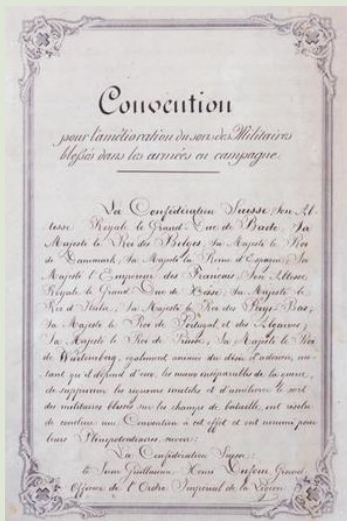 Convention
pour l'amélioration du sort des Militaires
blessés dans les armées en campagne.
La Confédération Suisse, Son Al-
tesse Royale le Grand-Duc de Bade, Sa
Majesté le Roi des Belges, Sa Majesté le Roi
de Danemark, Sa Majesté la Reine d'Espagne, Sa
Majesté l'Empereur des Français, Son Altesse
Royale le Grand Duc de Hesse, Sa Majesté le
Roi d'Italie, Sa Majesté le Roi des Pays-Bas,
Sa Majesté le Roi de Portugal et des Algarves,
Sa Majesté le Roi de Prusse, Sa Majesté le Roi
de Wurtemberg, également animés du désir d'adoucir, au-
tant qu'il dépend d'eux, les maux inséparables de la guerre,
de supprimer les rigueurs inutiles et d'améliorer le sort
des militaires blessés sur les champs de bataille, ont résolu
de conclure une Convention à cet effet et ont nommé pour
leurs Plénipotentiaires, savoir:
La Confédération Suisse:
le Sieur Guillaume Henri Dufour, Grand
Officier de l'Ordre Impérial de la Légion